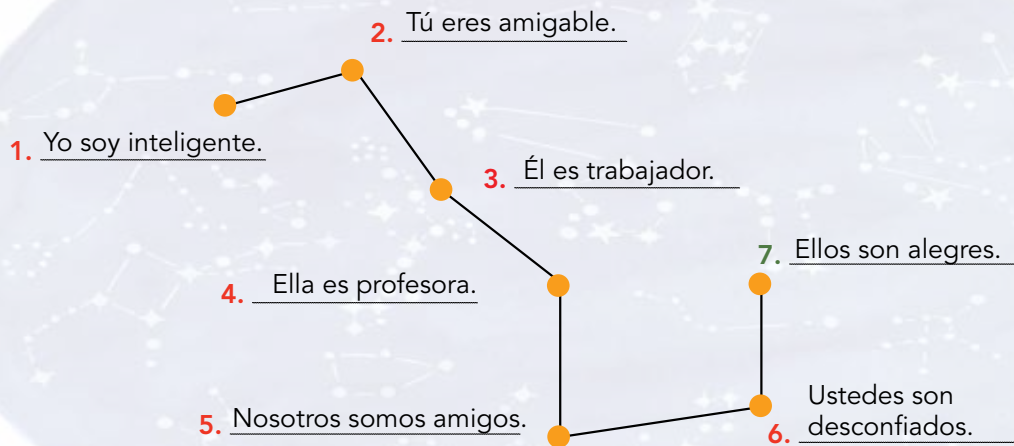 2. Tú eres amigable.
1. Yo soy inteligente.
3. Él es trabajador.
7. Ellos son alegres.
4. Ella es profesora.
5. Nosotros somos amigos.
Ustedes son
6. desconfiados.